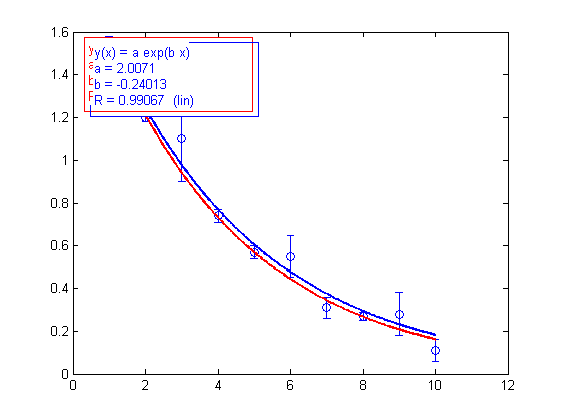 y(x) = a exp(b x)
a = 2.0071
b = -0.24013
R = 0.99067 (lin)
1.6
1.4
1.2
1
0.8
0.6
0.4
0.2
0
0 2 4 6 8 10 12